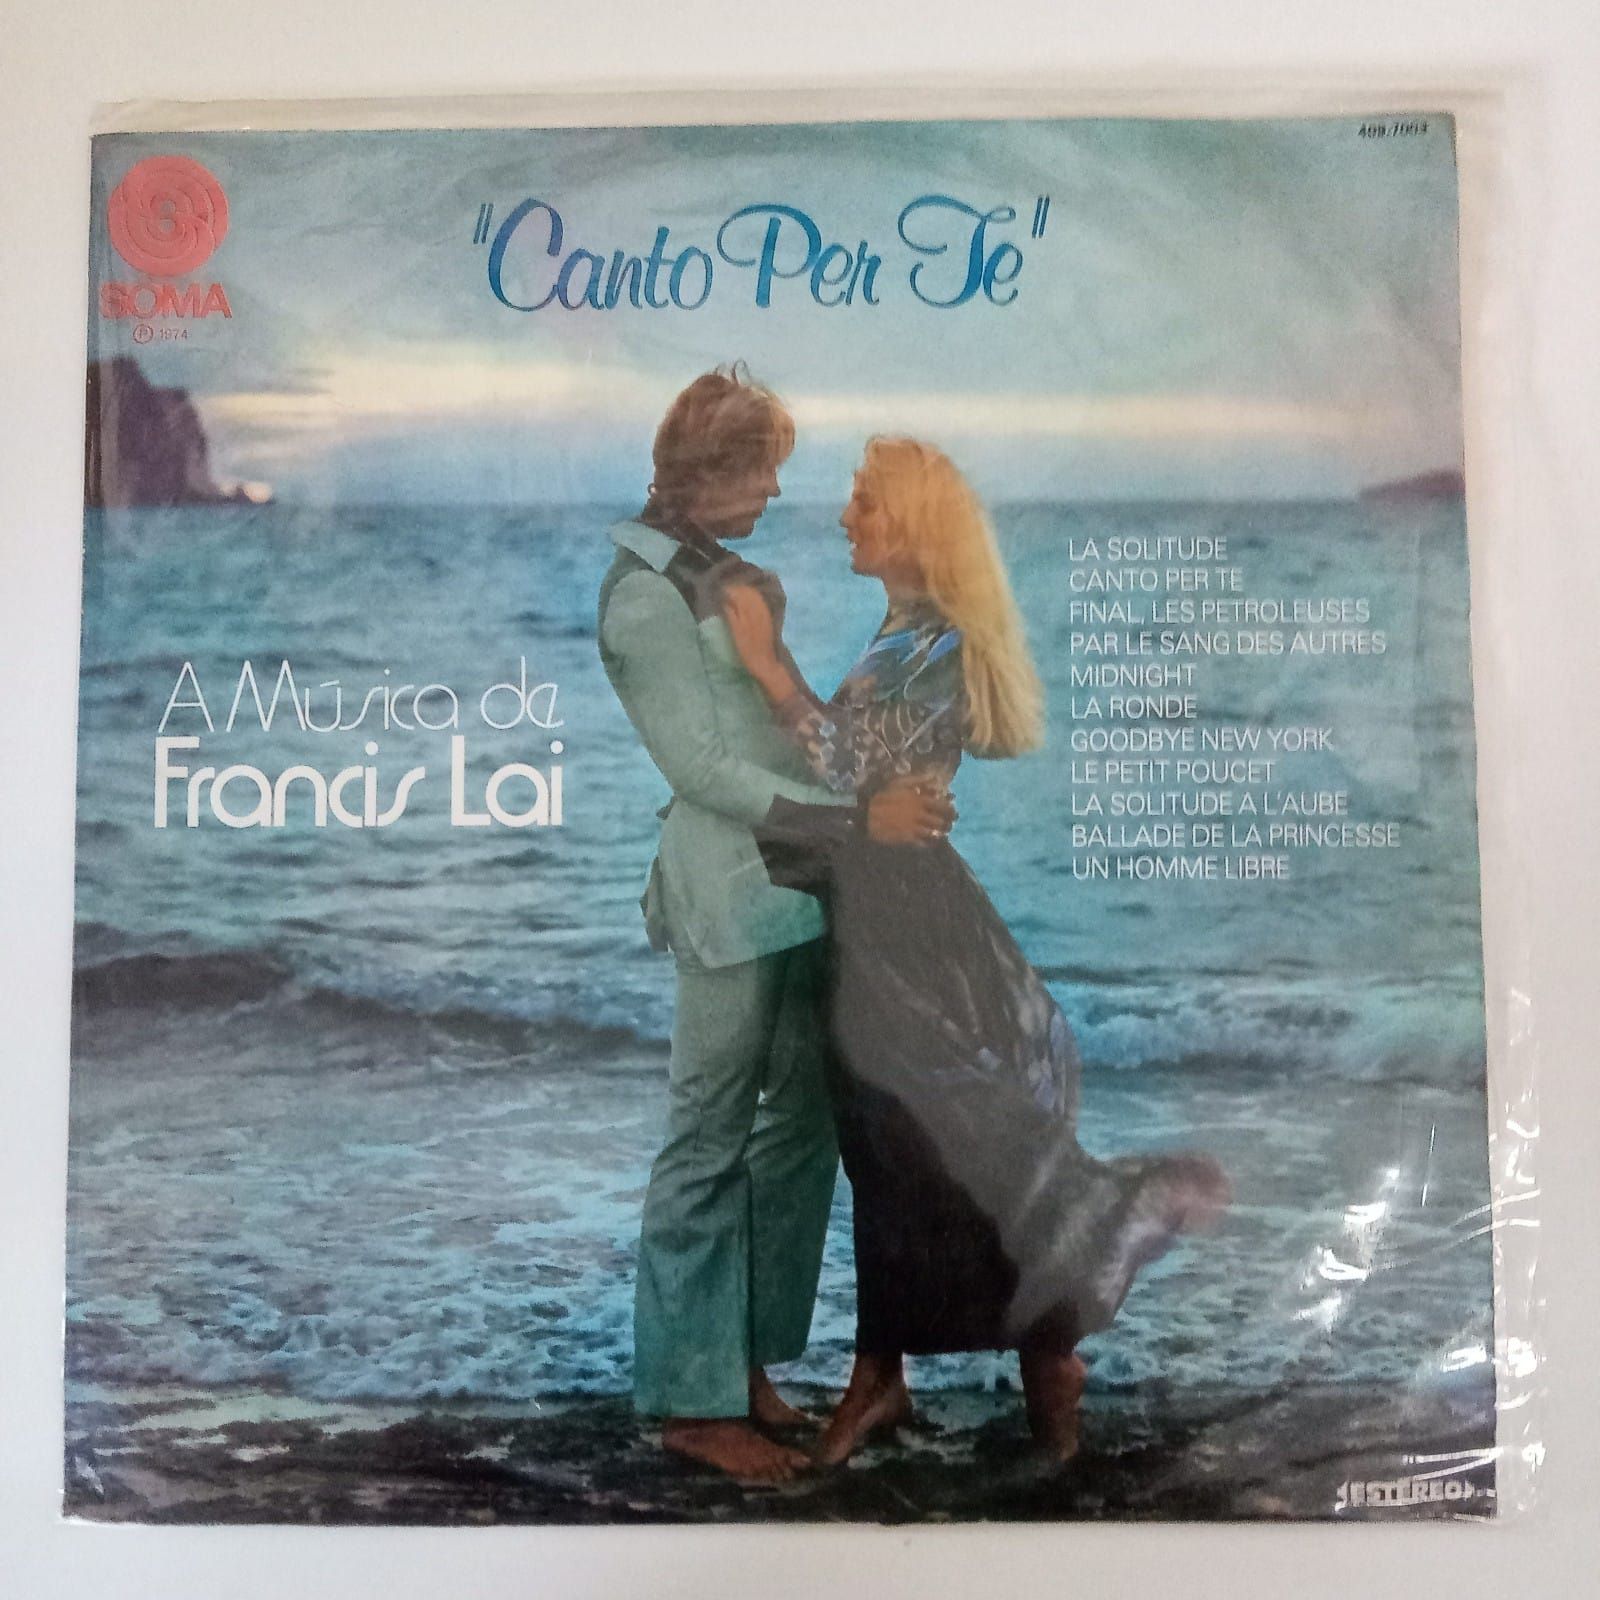 SOMA
℗ 1974
"Canto Per Te"
A Música de
Francis Lai
LA SOLITUDE
CANTO PER TE
FINAL, LES PETROLEUSES
PAR LE SANG DES AUTRES
MIDNIGHT
LA RONDE
GOODBYE NEW YORK
LE PETIT POUCET
LA SOLITUDE A L'AUBE
BALLADE DE LA PRINCESSE
UN HOMME LIBRE
ESTEREO